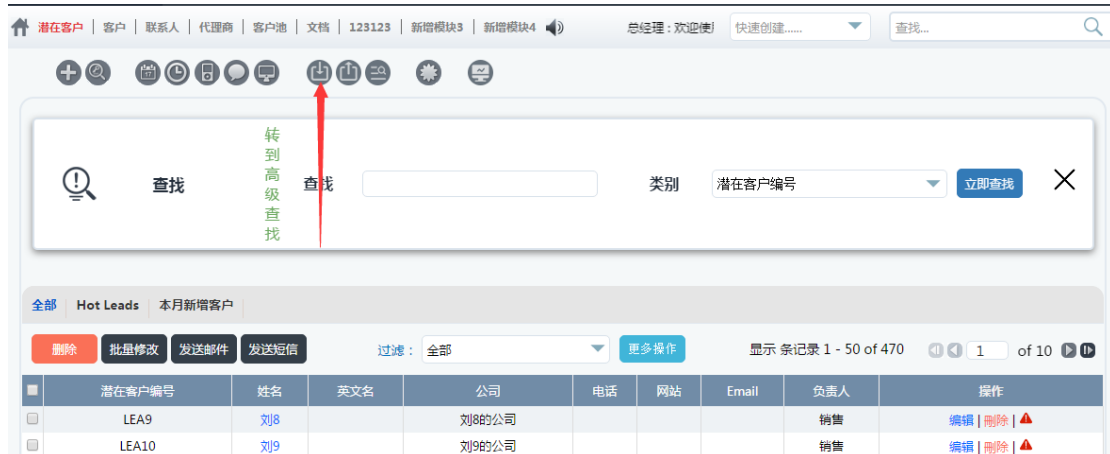 潜在客户 | 客户 | 联系人 | 代理商 | 客户池 | 文档 | 123123 | 新增模块3 | 新增模块4 总经理 : 欢迎使 快速创建...... 查找...
17
查找 转到高级查找 查找 类别 潜在客户编号 立即查找
全部 Hot Leads 本月新增客户
删除 批量修改 发送邮件 发送短信 过滤： 全部 更多操作 显示 条记录 1 - 50 of 470 1 of 10
潜在客户编号 姓名 英文名 公司 电话 网站 Email 负责人 操作
LEA9 刘8 刘8的公司 销售 编辑 | 删除 |
LEA10 刘9 刘9的公司 销售 编辑 | 删除 |